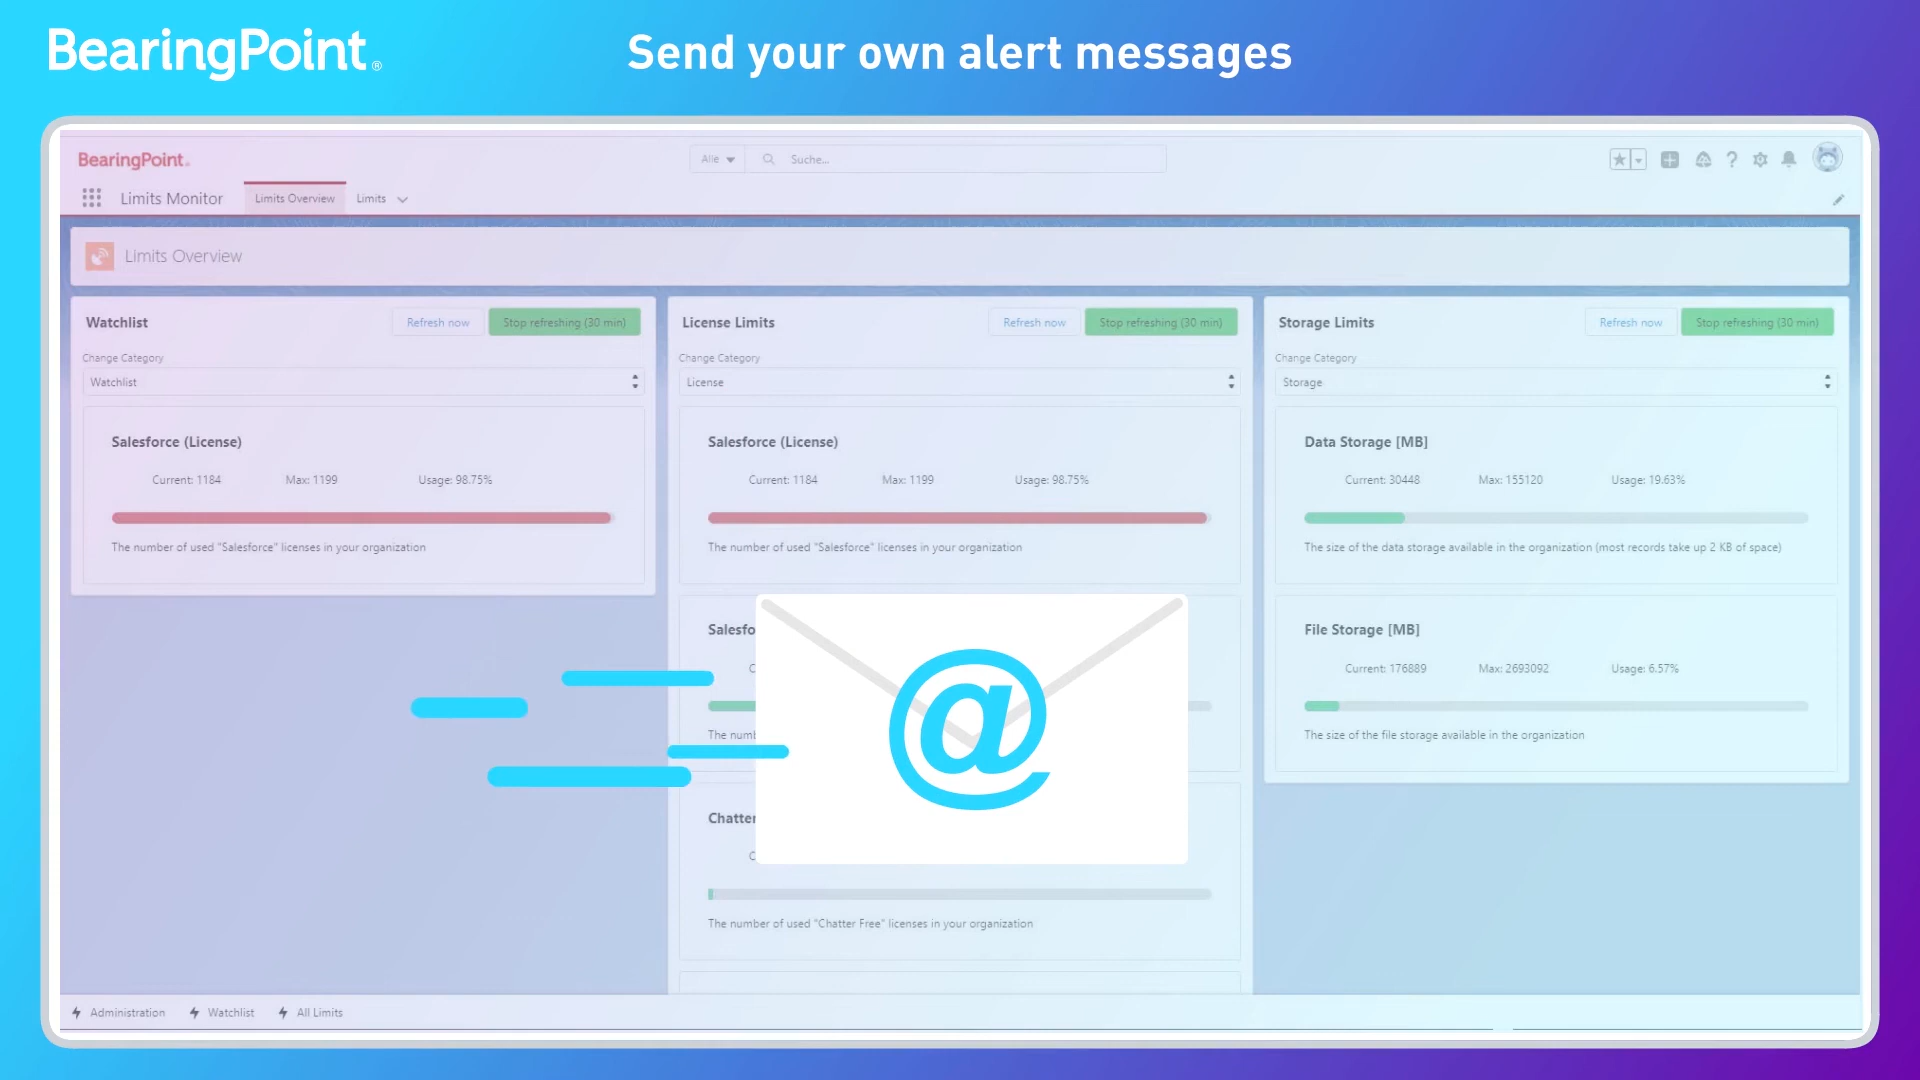 BearingPoint®
Send your own alert messages
BearingPoint®
Alle
Suche...
Limits Monitor
Limits Overview
Limits
Limits Overview
Watchlist
Refresh now
Stop refreshing (30 min)
Change Category
Watchlist
Salesforce (License)
Current: 1184 Max: 1199 Usage: 98.75%
The number of used "Salesforce" licenses in your organization
License Limits
Refresh now
Stop refreshing (30 min)
Change Category
License
Salesforce (License)
Current: 1184 Max: 1199 Usage: 98.75%
The number of used "Salesforce" licenses in your organization
Salesfo
C
The numb
@
Chatter
C
The number of used "Chatter Free" licenses in your organization
Storage Limits
Refresh now
Stop refreshing (30 min)
Change Category
Storage
Data Storage [MB]
Current: 30448 Max: 155120 Usage: 19.63%
The size of the data storage available in the organization (most records take up 2 KB of space)
File Storage [MB]
Current: 176889 Max: 2693092 Usage: 6.57%
The size of the file storage available in the organization
Administration
Watchlist
All Limits